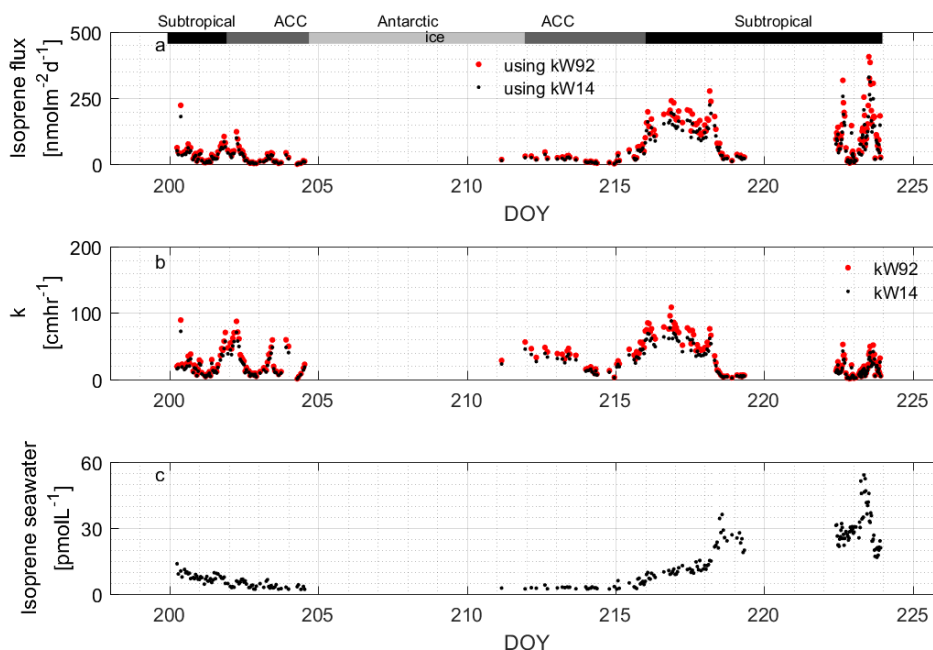 Subtropical ACC Antarctic ACC Subtropical
ice
a
500
250
0
Isoprene flux
[nmolm-2d-1]
using kW92
using kW14
200 205 210 215 220 225
DOY
b
200
100
0
k
[cmhr-1]
kW92
kW14
200 205 210 215 220 225
c
60
30
0
Isoprene seawater
[pmolL-1]
200 205 210 215 220 225
DOY